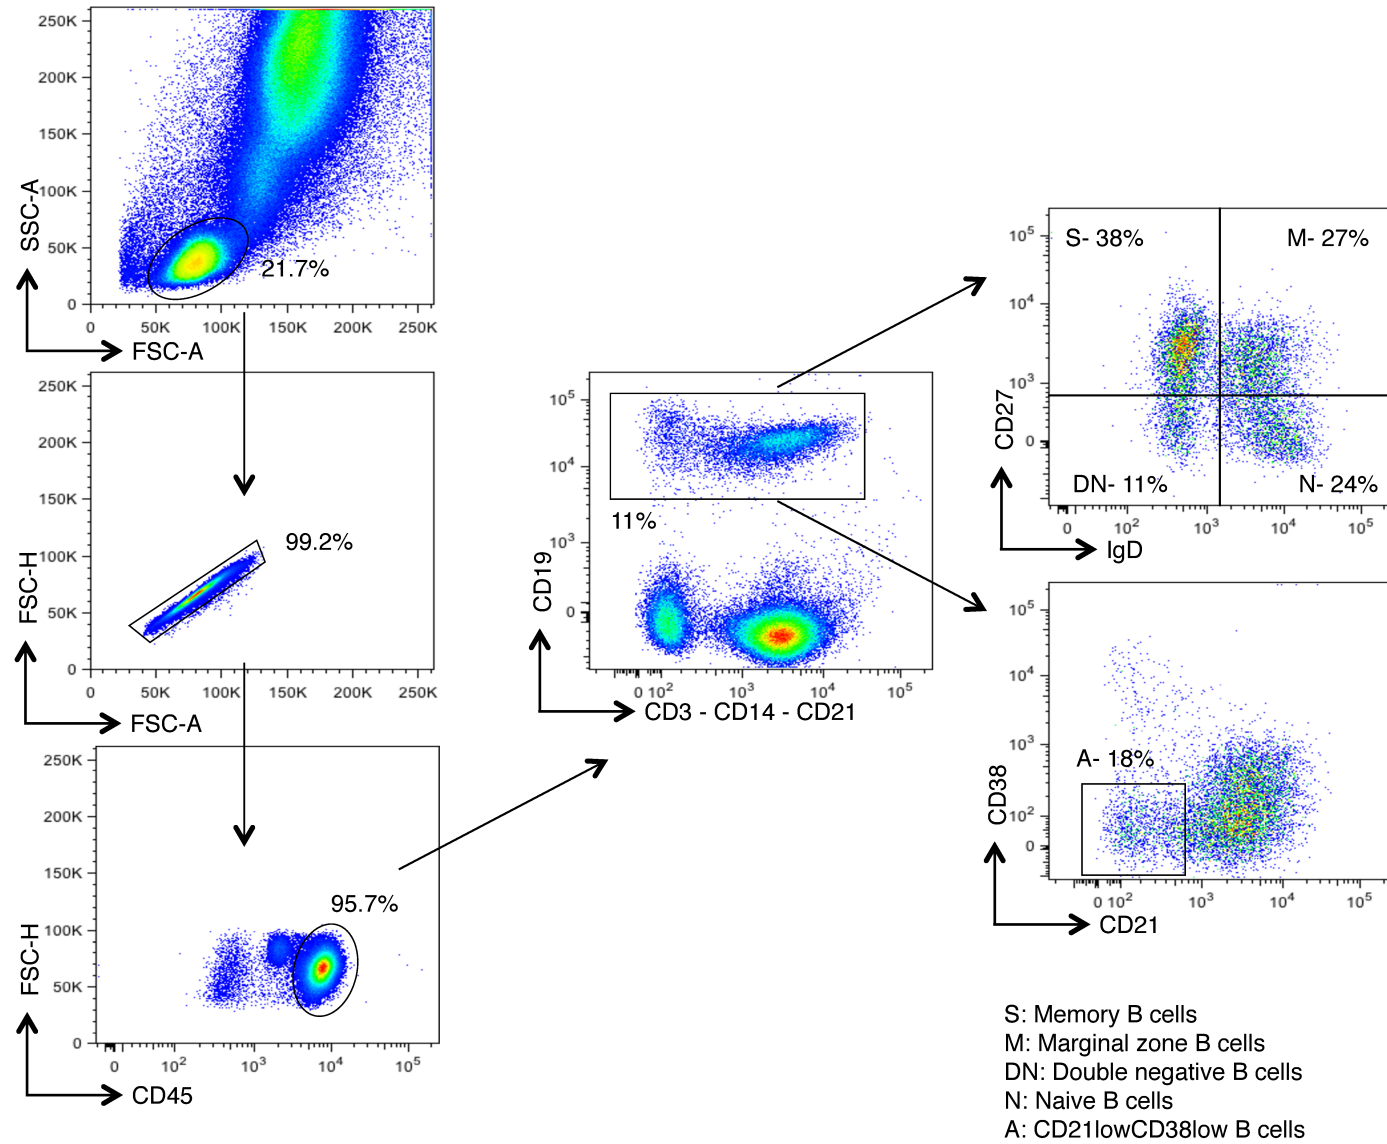 250K
200K
150K
100K
50K
0
SSC-A
21.7%
0 50K 100K 150K 200K 250K
FSC-A
250K
200K
150K
100K
50K
0
FSC-H
99.2%
0 50K 100K 150K 200K 250K
FSC-A
250K
200K
150K
100K
50K
0
FSC-H
95.7%
0 10² 10³ 10⁴ 10⁵
CD45
10⁵
10⁴
10³
0
CD19
11%
0 10² 10³ 10⁴ 10⁵
CD3 - CD14 - CD21
10⁵
10⁴
10³
0
CD27
S- 38%
M- 27%
DN- 11%
N- 24%
0 10² 10³ 10⁴ 10⁵
IgD
10⁵
10⁴
10³
10²
0
CD38
A- 18%
0 10² 10³ 10⁴ 10⁵
CD21
S: Memory B cells
M: Marginal zone B cells
DN: Double negative B cells
N: Naive B cells
A: CD21lowCD38low B cells